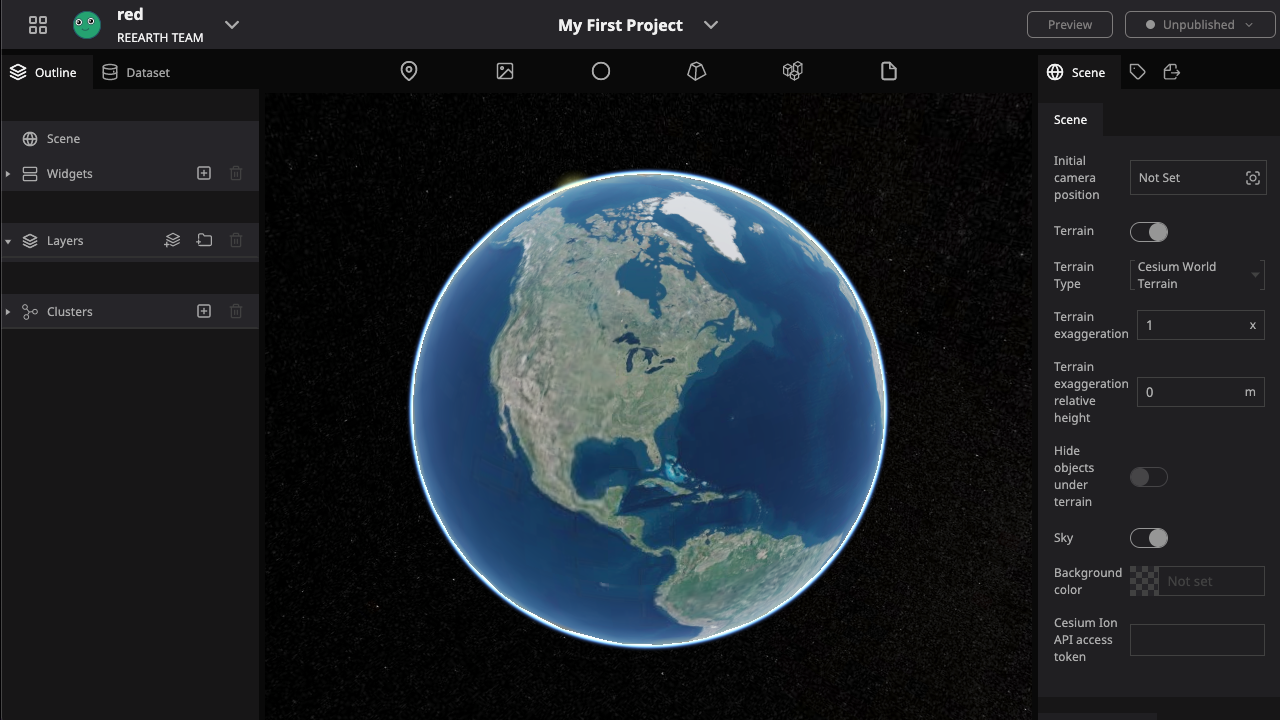 red
REEARTH TEAM
My First Project
Preview
Unpublished
Outline
Dataset
Scene
Scene
Widgets
Layers
Clusters
Scene
Initial
camera
position
Not Set
Terrain
Terrain
Type
Cesium World
Terrain
Terrain
exaggeration
1
x
Terrain
exaggeration
relative
height
0
m
Hide
objects
under
terrain
Sky
Background
color
Not set
Cesium Ion
API access
token